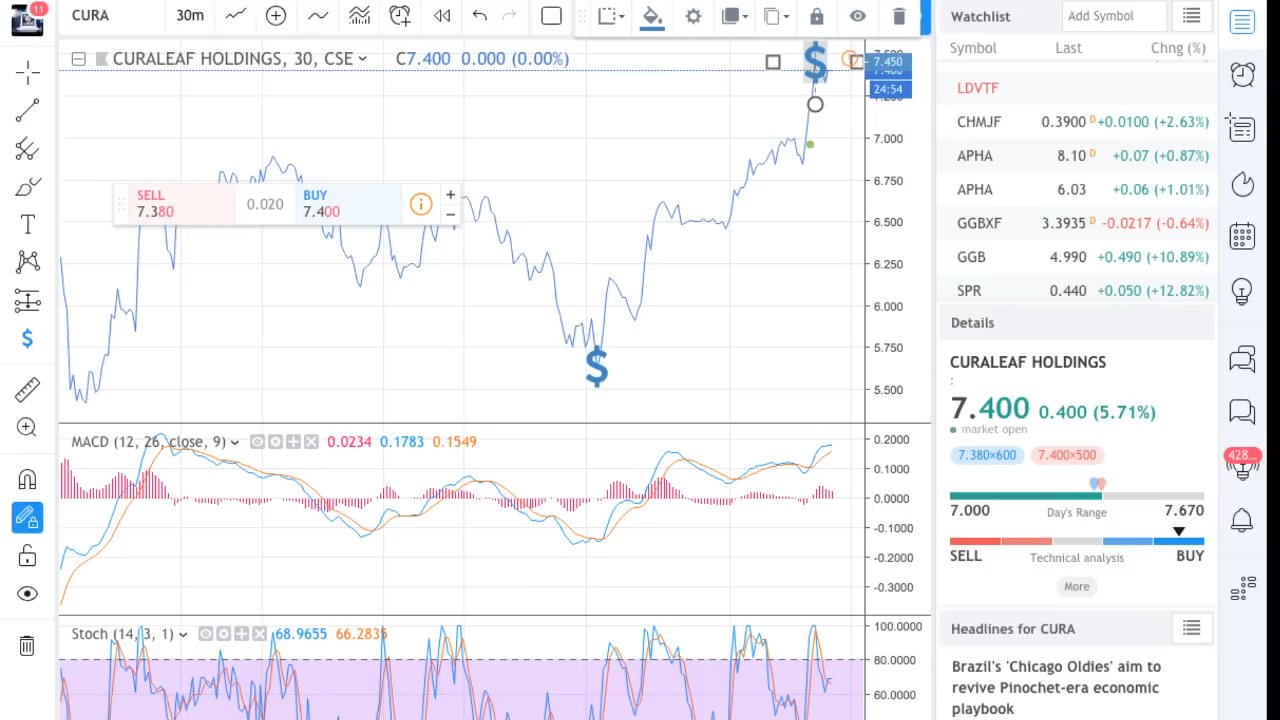 11
CURA
30m
CURALEAF HOLDINGS, 30, CSE
C7.400 0.000 (0.00%)
SELL
7.380
0.020
BUY
7.400
7.450
24:54
7.000
6.750
6.500
6.250
6.000
5.750
5.500
$
$
$
T
MACD (12, 26, close, 9) 0.0234 0.1783 0.1549
0.2000
0.1000
0.0000
-0.1000
-0.2000
-0.3000
Stoch (14, 3, 1) 68.9655 66.2835
100.0000
80.0000
60.0000
Watchlist
Add Symbol
Symbol Last Chng (%)
LDVTF
CHMJF 0.3900 D +0.0100 (+2.63%)
APHA 8.10 D +0.07 (+0.87%)
APHA 6.03 +0.06 (+1.01%)
GGBXF 3.3935 D -0.0217 (-0.64%)
GGB 4.990 +0.490 (+10.89%)
SPR 0.440 +0.050 (+12.82%)
Details
CURALEAF HOLDINGS
:
7.400 0.400 (5.71%)
market open
7.380×600 7.400×500
7.000 Day's Range 7.670
SELL Technical analysis BUY
More
Headlines for CURA
Brazil's 'Chicago Oldies' aim to
revive Pinochet-era economic
playbook
428...